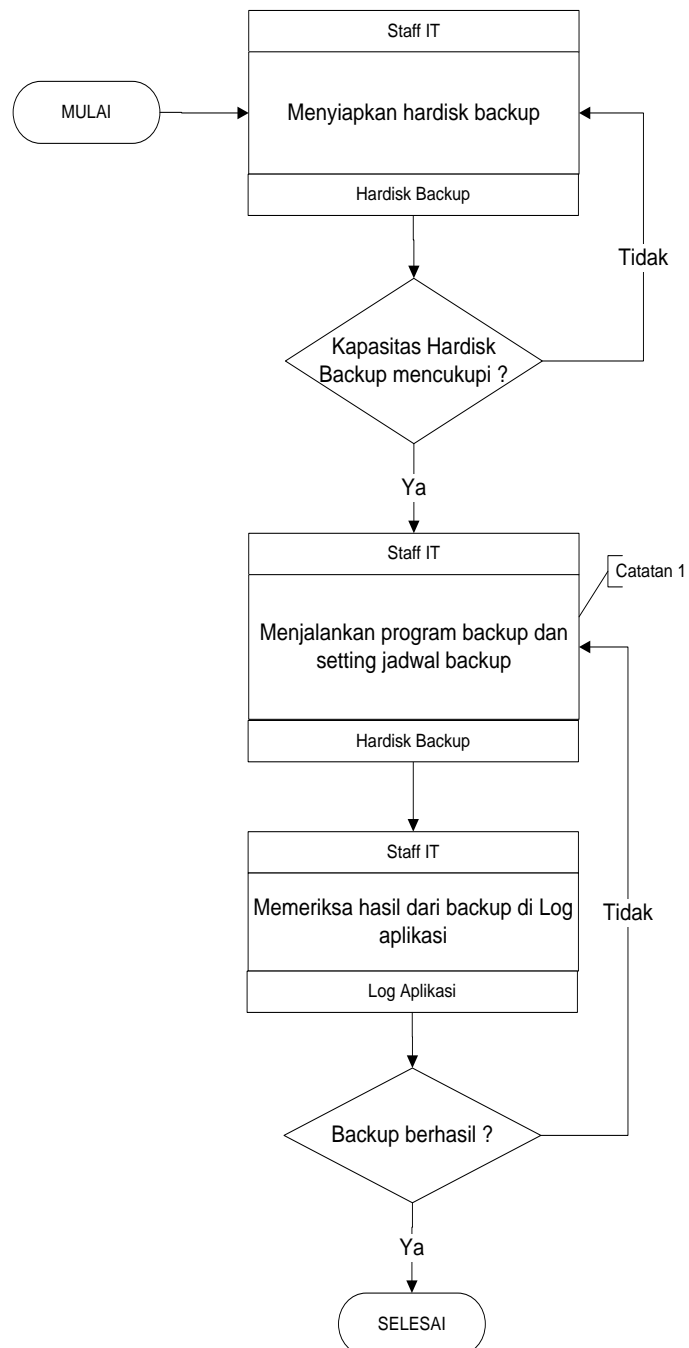 Staff IT
MULAI
Menyiapkan hardisk backup
Hardisk Backup
Tidak
Kapasitas Hardisk
Backup mencukupi ?
Ya
Staff IT
Catatan 1
Menjalankan program backup dan
setting jadwal backup
Hardisk Backup
Staff IT
Memeriksa hasil dari backup di Log
aplikasi
Tidak
Log Aplikasi
Backup berhasil ?
Ya
SELESAI